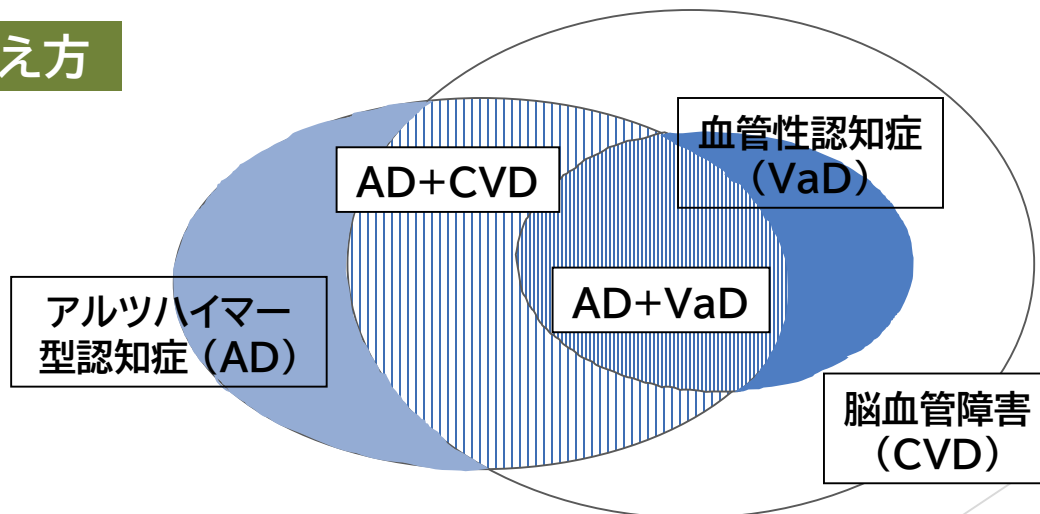 え方
血管性認知症
（VaD）
AD+CVD
AD+VaD
アルツハイマー
型認知症（AD）
脳血管障害
（CVD）